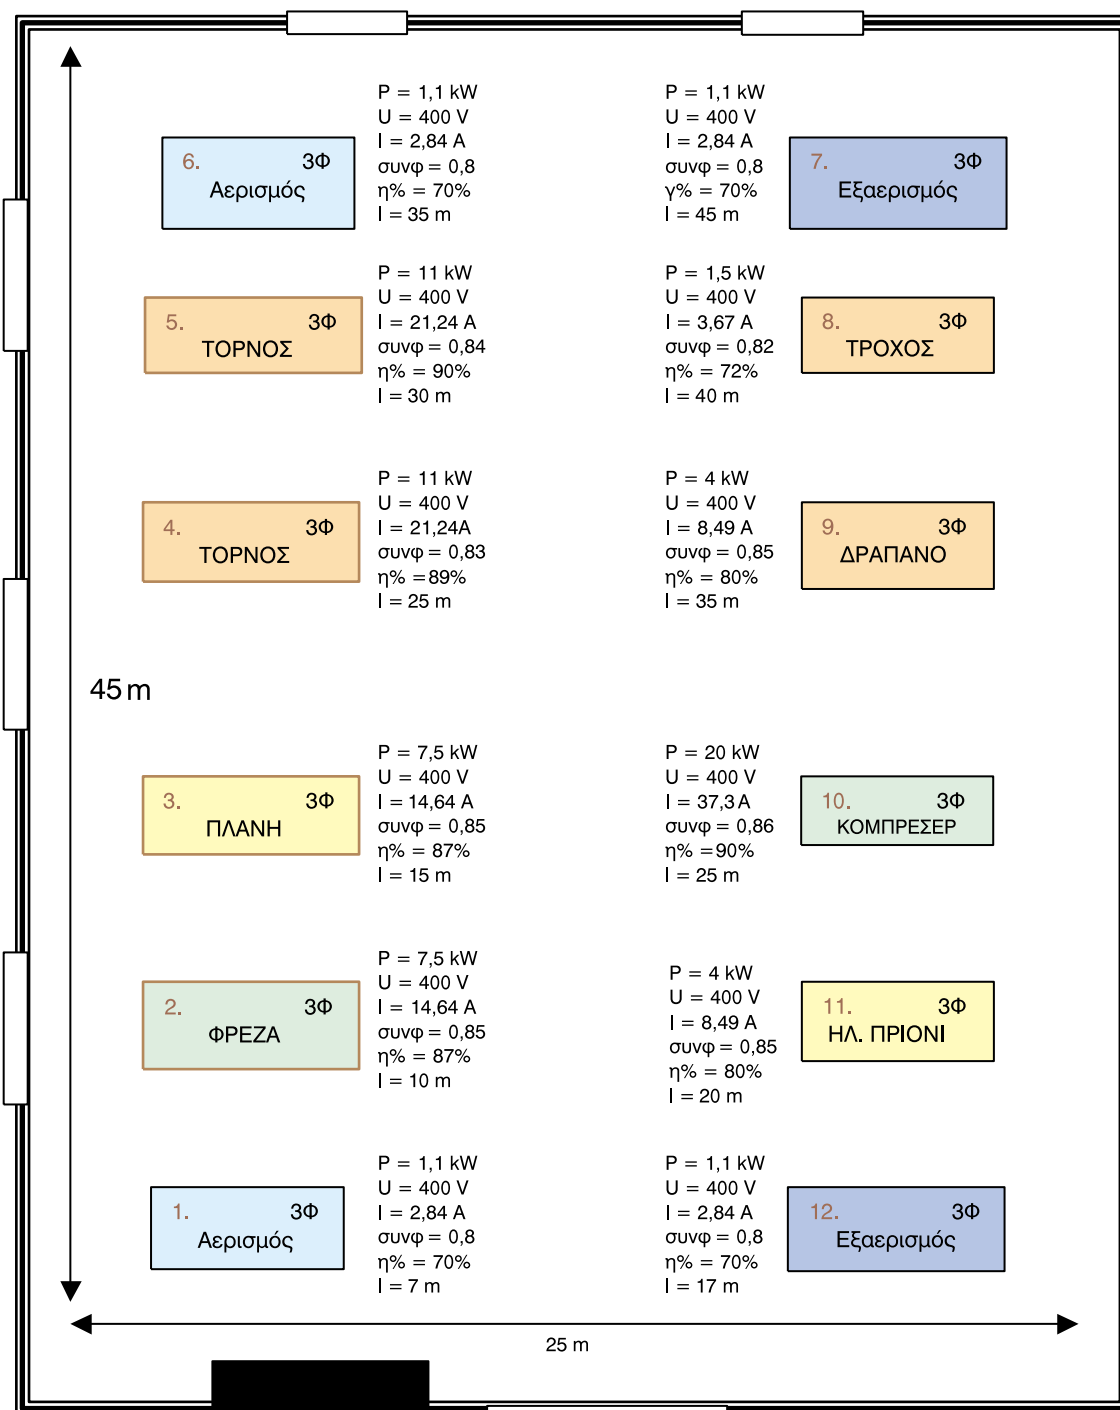 P = 1,1 kW
U = 400 V
I = 2,84 A
συνφ = 0,8
η% = 70%
l = 35 m
6. 3Φ
Αερισμός
P = 1,1 kW
U = 400 V
I = 2,84 A
συνφ = 0,8
γ% = 70%
l = 45 m
7. 3Φ
Εξαερισμός
P = 11 kW
U = 400 V
I = 21,24 A
συνφ = 0,84
η% = 90%
l = 30 m
5. 3Φ
ΤΟΡΝΟΣ
P = 1,5 kW
U = 400 V
I = 3,67 A
συνφ = 0,82
η% = 72%
l = 40 m
8. 3Φ
ΤΡΟΧΟΣ
P = 11 kW
U = 400 V
I = 21,24A
συνφ = 0,83
η% =89%
l = 25 m
4. 3Φ
ΤΟΡΝΟΣ
P = 4 kW
U = 400 V
I = 8,49 A
συνφ = 0,85
η% = 80%
l = 35 m
9. 3Φ
ΔΡΑΠΑΝΟ
45 m
P = 7,5 kW
U = 400 V
I = 14,64 A
συνφ = 0,85
η% = 87%
l = 15 m
3. 3Φ
ΠΛΑΝΗ
P = 20 kW
U = 400 V
I = 37,3 A
συνφ = 0,86
η% =90%
l = 25 m
10. 3Φ
ΚΟΜΠΡΕΣΕΡ
P = 7,5 kW
U = 400 V
I = 14,64 A
συνφ = 0,85
η% = 87%
l = 10 m
2. 3Φ
ΦΡΕΖΑ
P = 4 kW
U = 400 V
I = 8,49 A
συνφ = 0,85
η% = 80%
l = 20 m
11. 3Φ
ΗΛ. ΠΡΙΟΝΙ
P = 1,1 kW
U = 400 V
I = 2,84 A
συνφ = 0,8
η% = 70%
l = 7 m
1. 3Φ
Αερισμός
P = 1,1 kW
U = 400 V
I = 2,84 A
συνφ = 0,8
η% = 70%
l = 17 m
12. 3Φ
Εξαερισμός
25 m